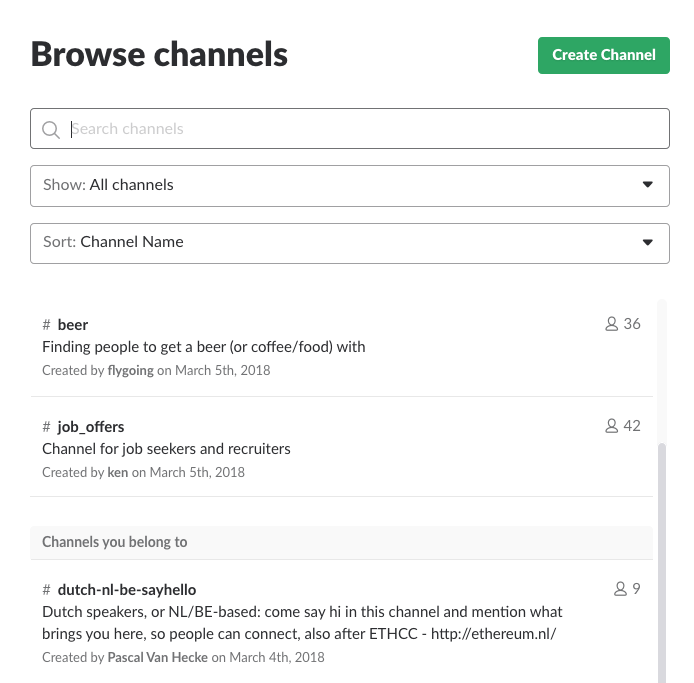 Browse channels
Create Channel
Search channels
Show: All channels
Sort: Channel Name
# beer
36
Finding people to get a beer (or coffee/food) with
Created by flygoing on March 5th, 2018
# job_offers
42
Channel for job seekers and recruiters
Created by ken on March 5th, 2018
Channels you belong to
# dutch-nl-be-sayhello
9
Dutch speakers, or NL/BE-based: come say hi in this channel and mention what
brings you here, so people can connect, also after ETHCC - http://ethereum.nl/
Created by Pascal Van Hecke on March 4th, 2018